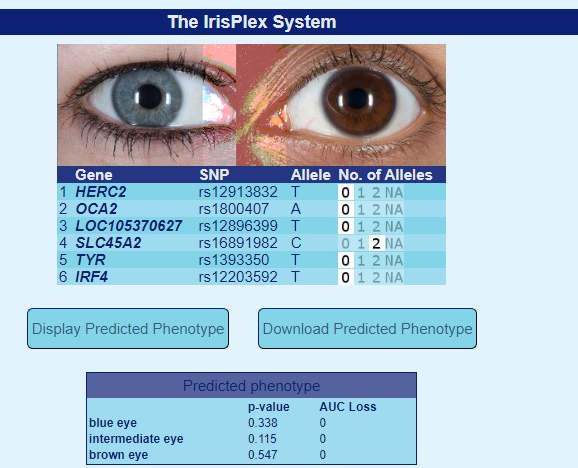 The IrisPlex System
Gene SNP Allele No. of Alleles
1 HERC2 rs12913832 T 0 1 2 NA
2 OCA2 rs1800407 A 0 1 2 NA
3 LOC105370627 rs12896399 T 0 1 2 NA
4 SLC45A2 rs16891982 C 0 1 2 NA
5 TYR rs1393350 T 0 1 2 NA
6 IRF4 rs12203592 T 0 1 2 NA
Display Predicted Phenotype Download Predicted Phenotype
Predicted phenotype
p-value AUC Loss
blue eye 0.338 0
intermediate eye 0.115 0
brown eye 0.547 0